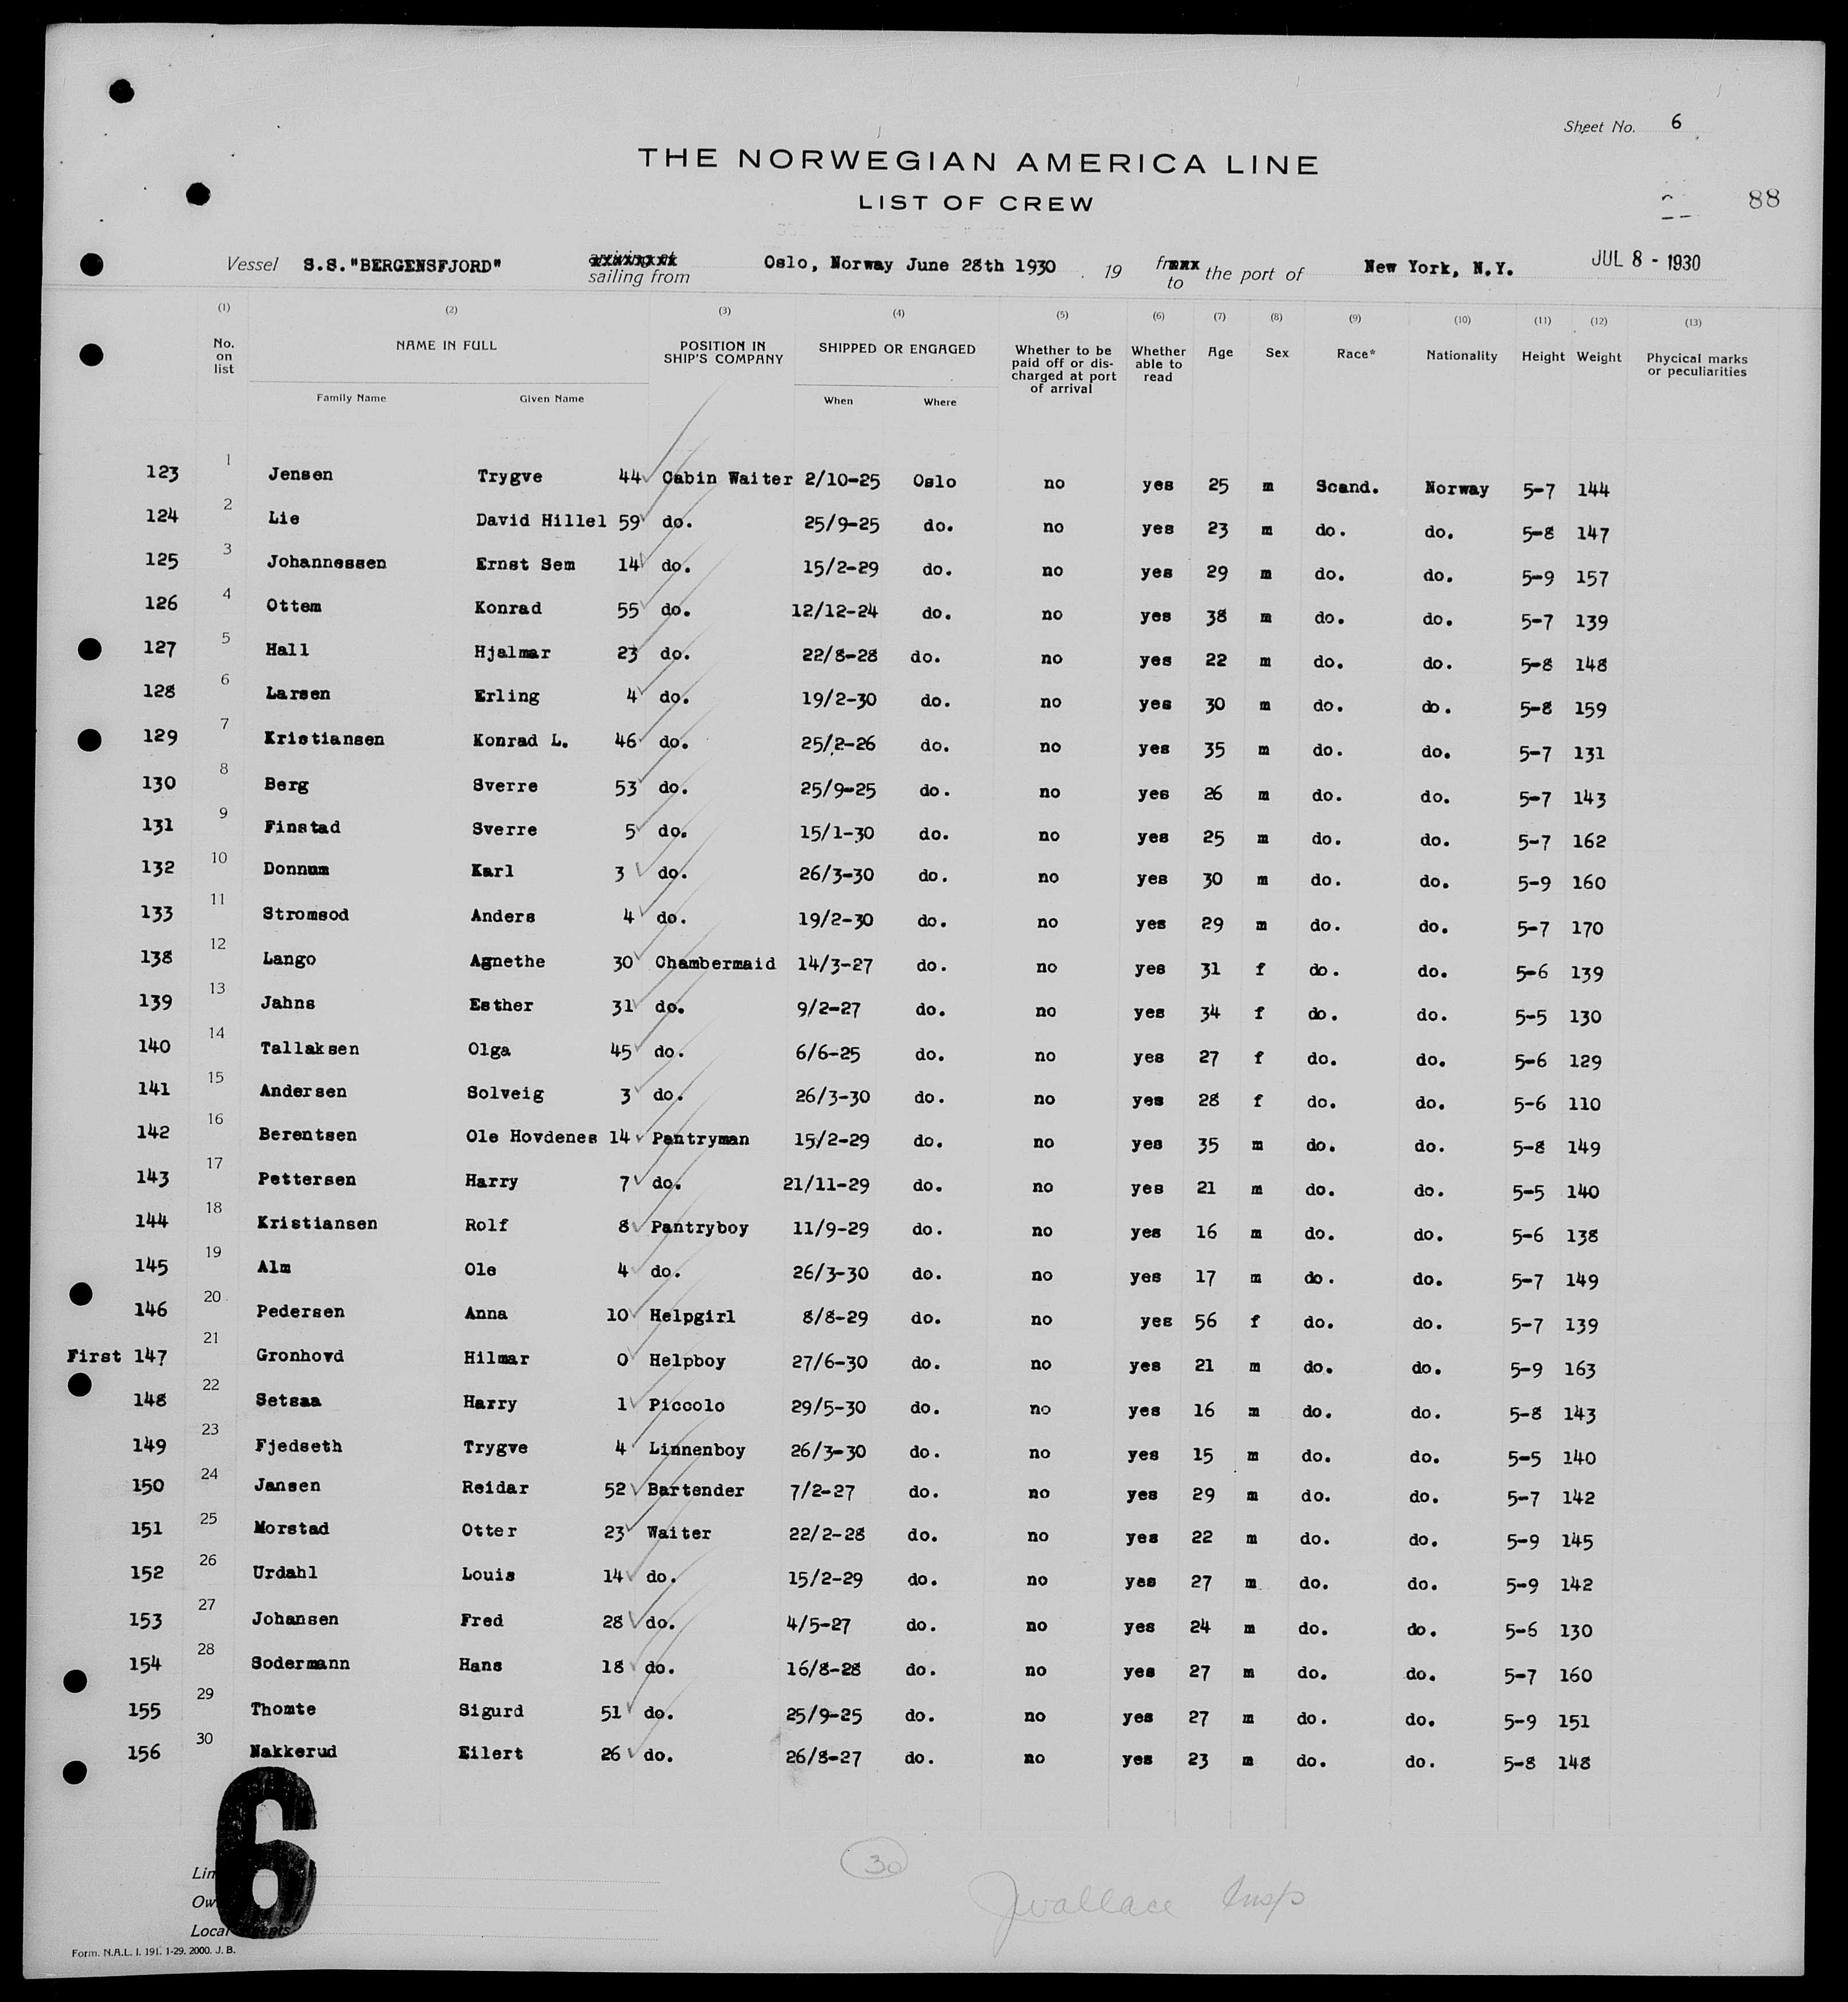 Sheet No. 6
THE NORWEGIAN AMERICA LINE
LIST OF CREW
88
Vessel S.S."BERGENSFJORD" arriving at sailing from Oslo, Norway June 28th 1930 . 19 from to the port of New York, N.Y. JUL 8 - 1930
(1) (2) (3) (4) (5) (6) (7) (8) (9) (10) (11) (12) (13)
No. on list NAME IN FULL POSITION IN SHIP'S COMPANY SHIPPED OR ENGAGED Whether to be paid off or discharged at port of arrival Whether able to read Age Sex Race* Nationality Height Weight Phycical marks or peculiarities
Family Name Given Name When Where
123 1 Jensen Trygve 44 Cabin Waiter 2/10-25 Oslo no yes 25 m Scand. Norway 5-7 144
124 2 Lie David Hillel 59 do. 25/9-25 do. no yes 23 m do. do. 5-8 147
125 3 Johannessen Ernst Sem 14 do. 15/2-29 do. no yes 29 m do. do. 5-9 157
126 4 Ottem Konrad 55 do. 12/12-24 do. no yes 38 m do. do. 5-7 139
127 5 Hall Hjalmar 23 do. 22/8-28 do. no yes 22 m do. do. 5-8 148
128 6 Larsen Erling 4 do. 19/2-30 do. no yes 30 m do. do. 5-8 159
129 7 Kristiansen Konrad L. 46 do. 25/2-26 do. no yes 35 m do. do. 5-7 131
130 8 Berg Sverre 53 do. 25/9-25 do. no yes 26 m do. do. 5-7 143
131 9 Finstad Sverre 5 do. 15/1-30 do. no yes 25 m do. do. 5-7 162
132 10 Donnum Karl 3 do. 26/3-30 do. no yes 30 m do. do. 5-9 160
133 11 Stromsod Anders 4 do. 19/2-30 do. no yes 29 m do. do. 5-7 170
138 12 Lango Agnethe 30 Chambermaid 14/3-27 do. no yes 31 f do. do. 5-6 139
139 13 Jahns Esther 31 do. 9/2-27 do. no yes 34 f do. do. 5-5 130
140 14 Tallaksen Olga 45 do. 6/6-25 do. no yes 27 f do. do. 5-6 129
141 15 Andersen Solveig 3 do. 26/3-30 do. no yes 28 f do. do. 5-6 110
142 16 Berentsen Ole Hovdenes 14 Pantryman 15/2-29 do. no yes 35 m do. do. 5-8 149
143 17 Pettersen Harry 7 do. 21/11-29 do. no yes 21 m do. do. 5-5 140
144 18 Kristiansen Rolf 8 Pantryboy 11/9-29 do. no yes 16 m do. do. 5-6 138
145 19 Alm Ole 4 do. 26/3-30 do. no yes 17 m do. do. 5-7 149
146 20 Pedersen Anna 10 Helpgirl 8/8-29 do. no yes 56 f do. do. 5-7 139
First 147 21 Gronhovd Hilmar 0 Helpboy 27/6-30 do. no yes 21 m do. do. 5-9 163
148 22 Setsaa Harry 1 Piccolo 29/5-30 do. no yes 16 m do. do. 5-8 143
149 23 Fjedseth Trygve 4 Linnenboy 26/3-30 do. no yes 15 m do. do. 5-5 140
150 24 Jansen Reidar 52 Bartender 7/2-27 do. no yes 29 m do. do. 5-7 142
151 25 Morstad Otter 23 Waiter 22/2-28 do. no yes 22 m do. do. 5-9 145
152 26 Urdahl Louis 14 do. 15/2-29 do. no yes 27 m do. do. 5-9 142
153 27 Johansen Fred 28 do. 4/5-27 do. no yes 24 m do. do. 5-6 130
154 28 Sodermann Hans 18 do. 16/8-28 do. no yes 27 m do. do. 5-7 160
155 29 Thomte Sigurd 51 do. 25/9-25 do. no yes 27 m do. do. 5-9 151
156 30 Nakkerud Eilert 26 do. 26/8-27 do. no yes 23 m do. do. 5-8 148
6
30
JWallace Insp
Form. N.A.L. I. 191. 1-29. 2000. J. B.